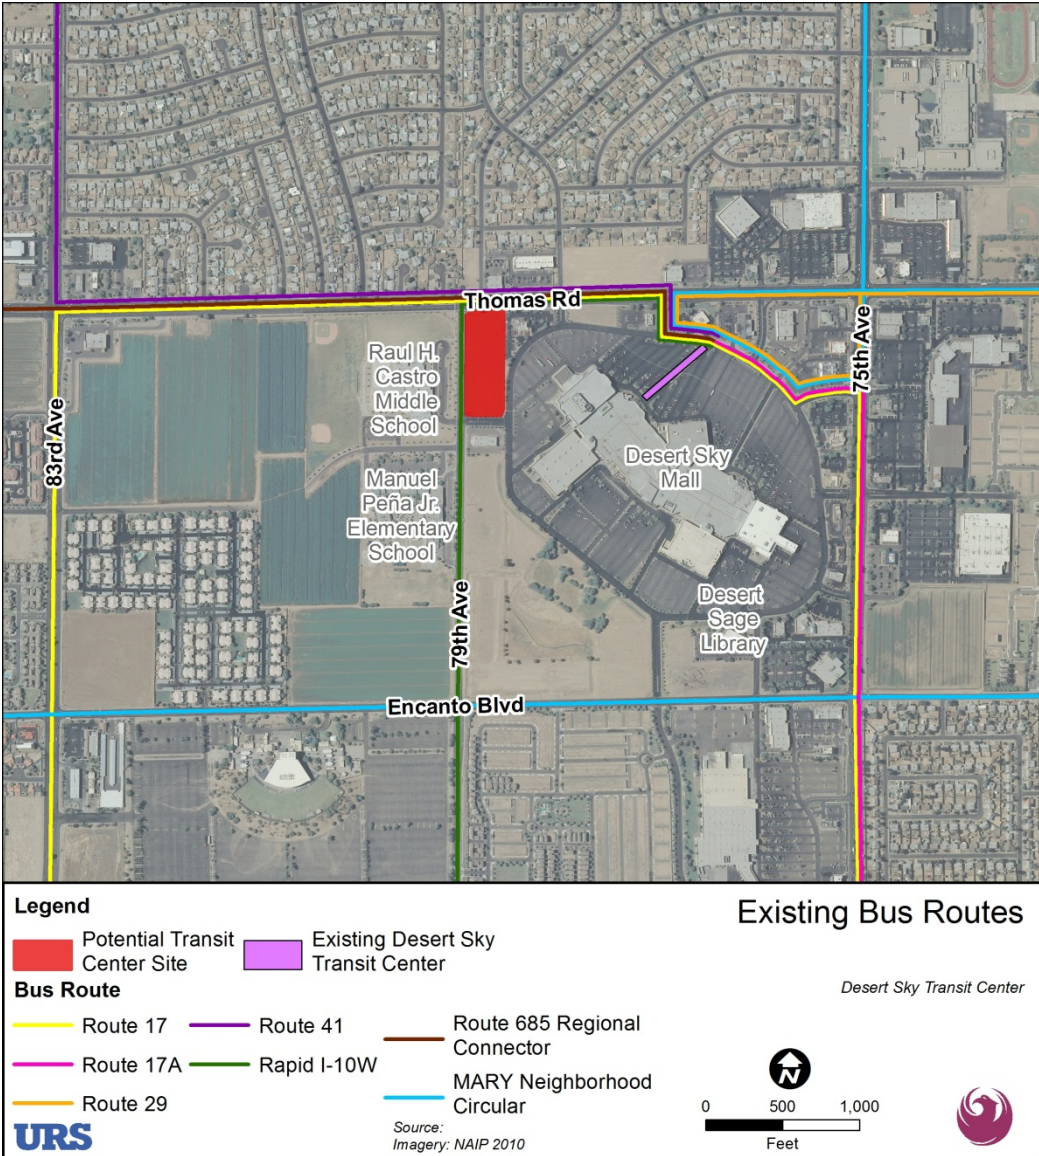 Thomas Rd
Raul H.
Castro
Middle
School
83rd Ave
75th Ave
Desert Sky
Mall
Manuel
Peña Jr.
Elementary
School
79th Ave
Desert
Sage
Library
Encanto Blvd
Legend
Potential Transit
Center Site
Existing Desert Sky
Transit Center
Existing Bus Routes
Desert Sky Transit Center
Bus Route
Route 17
Route 17A
Route 29
Route 41
Rapid I-10W
Route 685 Regional
Connector
MARY Neighborhood
Circular
N
0 500 1,000
Feet
URS
Source:
Imagery: NAIP 2010